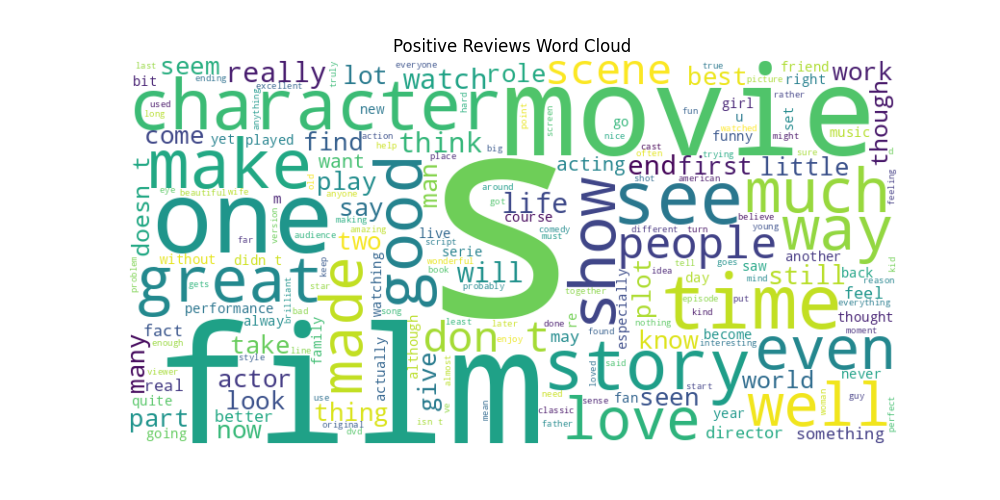 Positive Reviews Word Cloud
last seem really lot everyone watch role scene best true friend right work
bit ending excellent anything truly hard point screen fun picture rather though
used long character movie new girl u set music
come yet played find action help think big go nice funny watched might sure
doesn t make want place acting cast often trying end first little
eye beautiful wife old anyone play man shot american feeling
problem version one m say good s around got life show see much kid
far making amazing course comedy must different turn believe young way
without didn t audience two live script serie people another
great keep watching book wonderful will probably together especially plot idea tell day goes saw mind still back reason
gets star brilliant made song time episode put kind everything feel
performance bad alway family least later done don t re may found nothing know become interesting moment thought
fact enough many film take line although enjoy story even
viewer style actually give almost loved said world never
real quite actor use need start woman guy
look thing original mean ve classic sense fan seen well perfect
part better isn t father love year
going now dvd director something